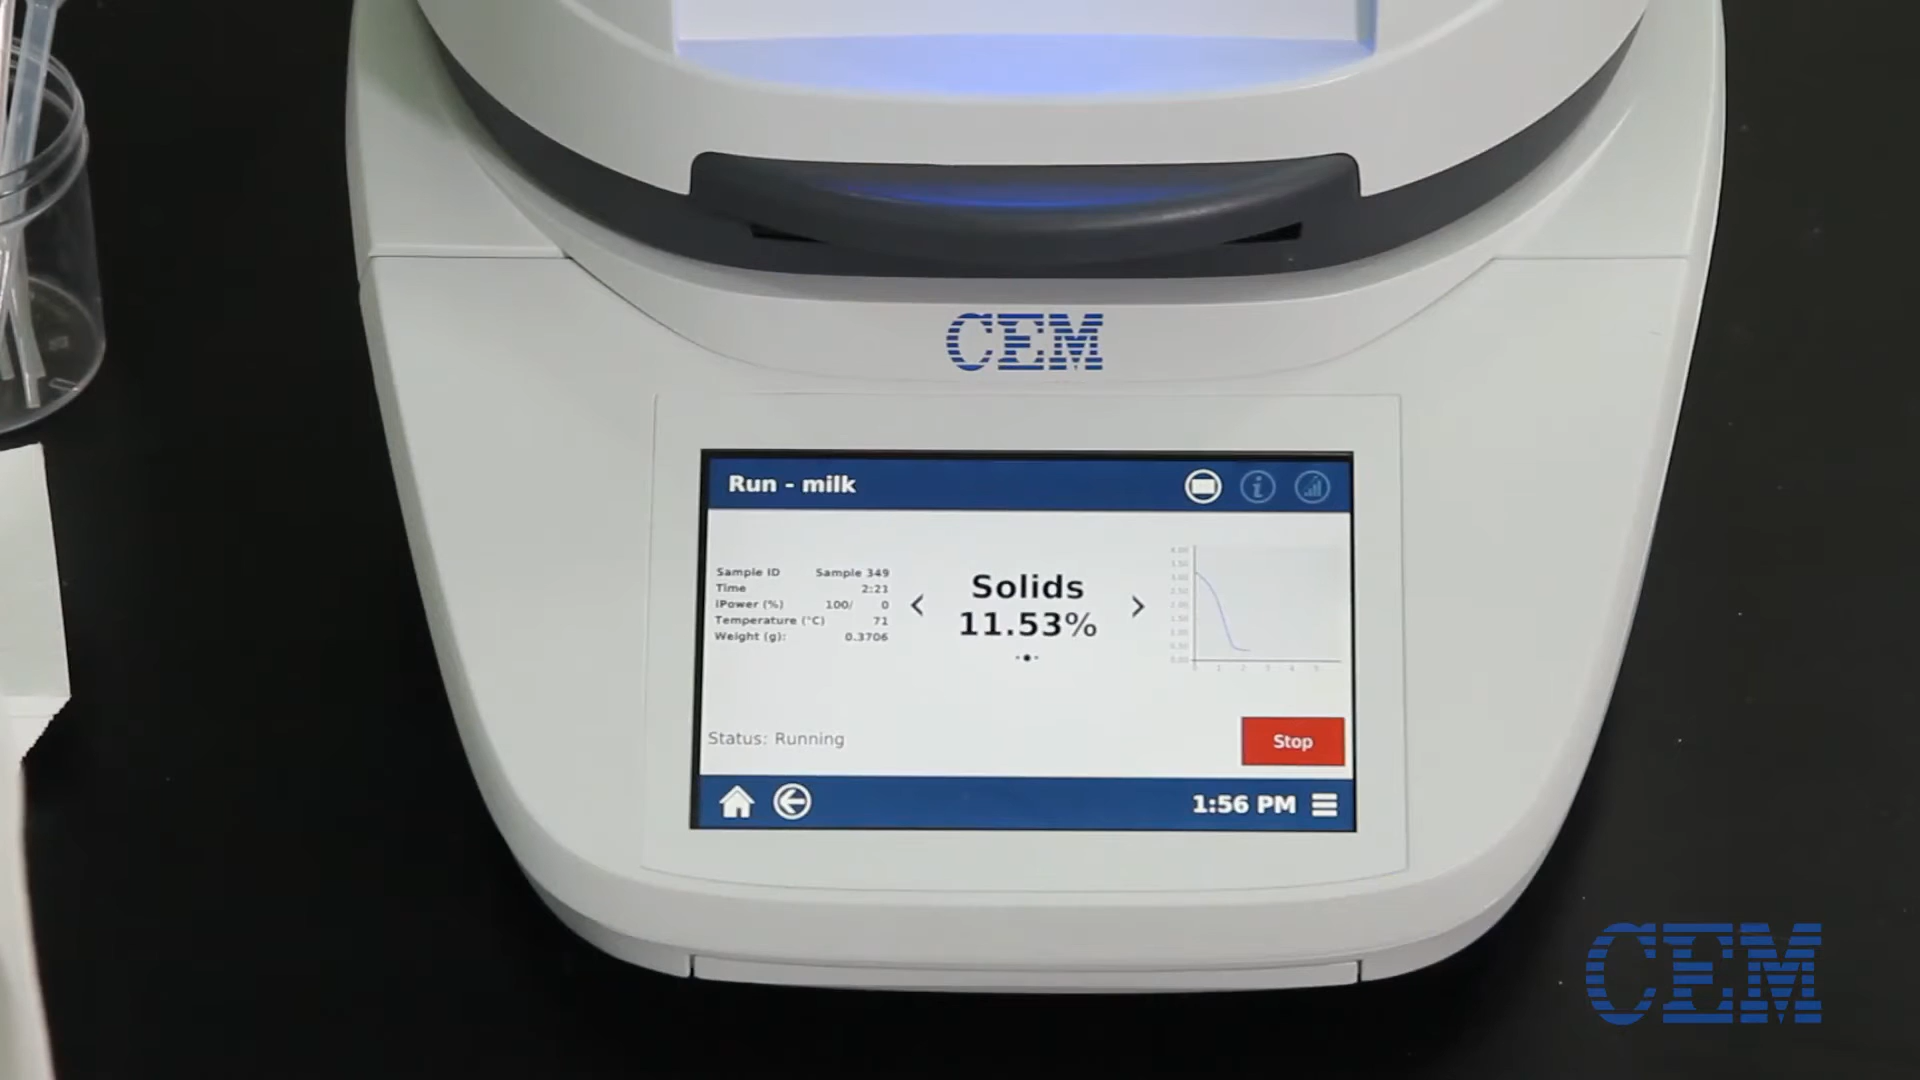 CEM
Run - milk
Sample ID Sample 349
Time 2:21
iPower (%) 100/ 0
Temperature (°C) 71
Weight (g): 0.3706
Solids
11.53%
Status: Running
Stop
1:56 PM
CEM